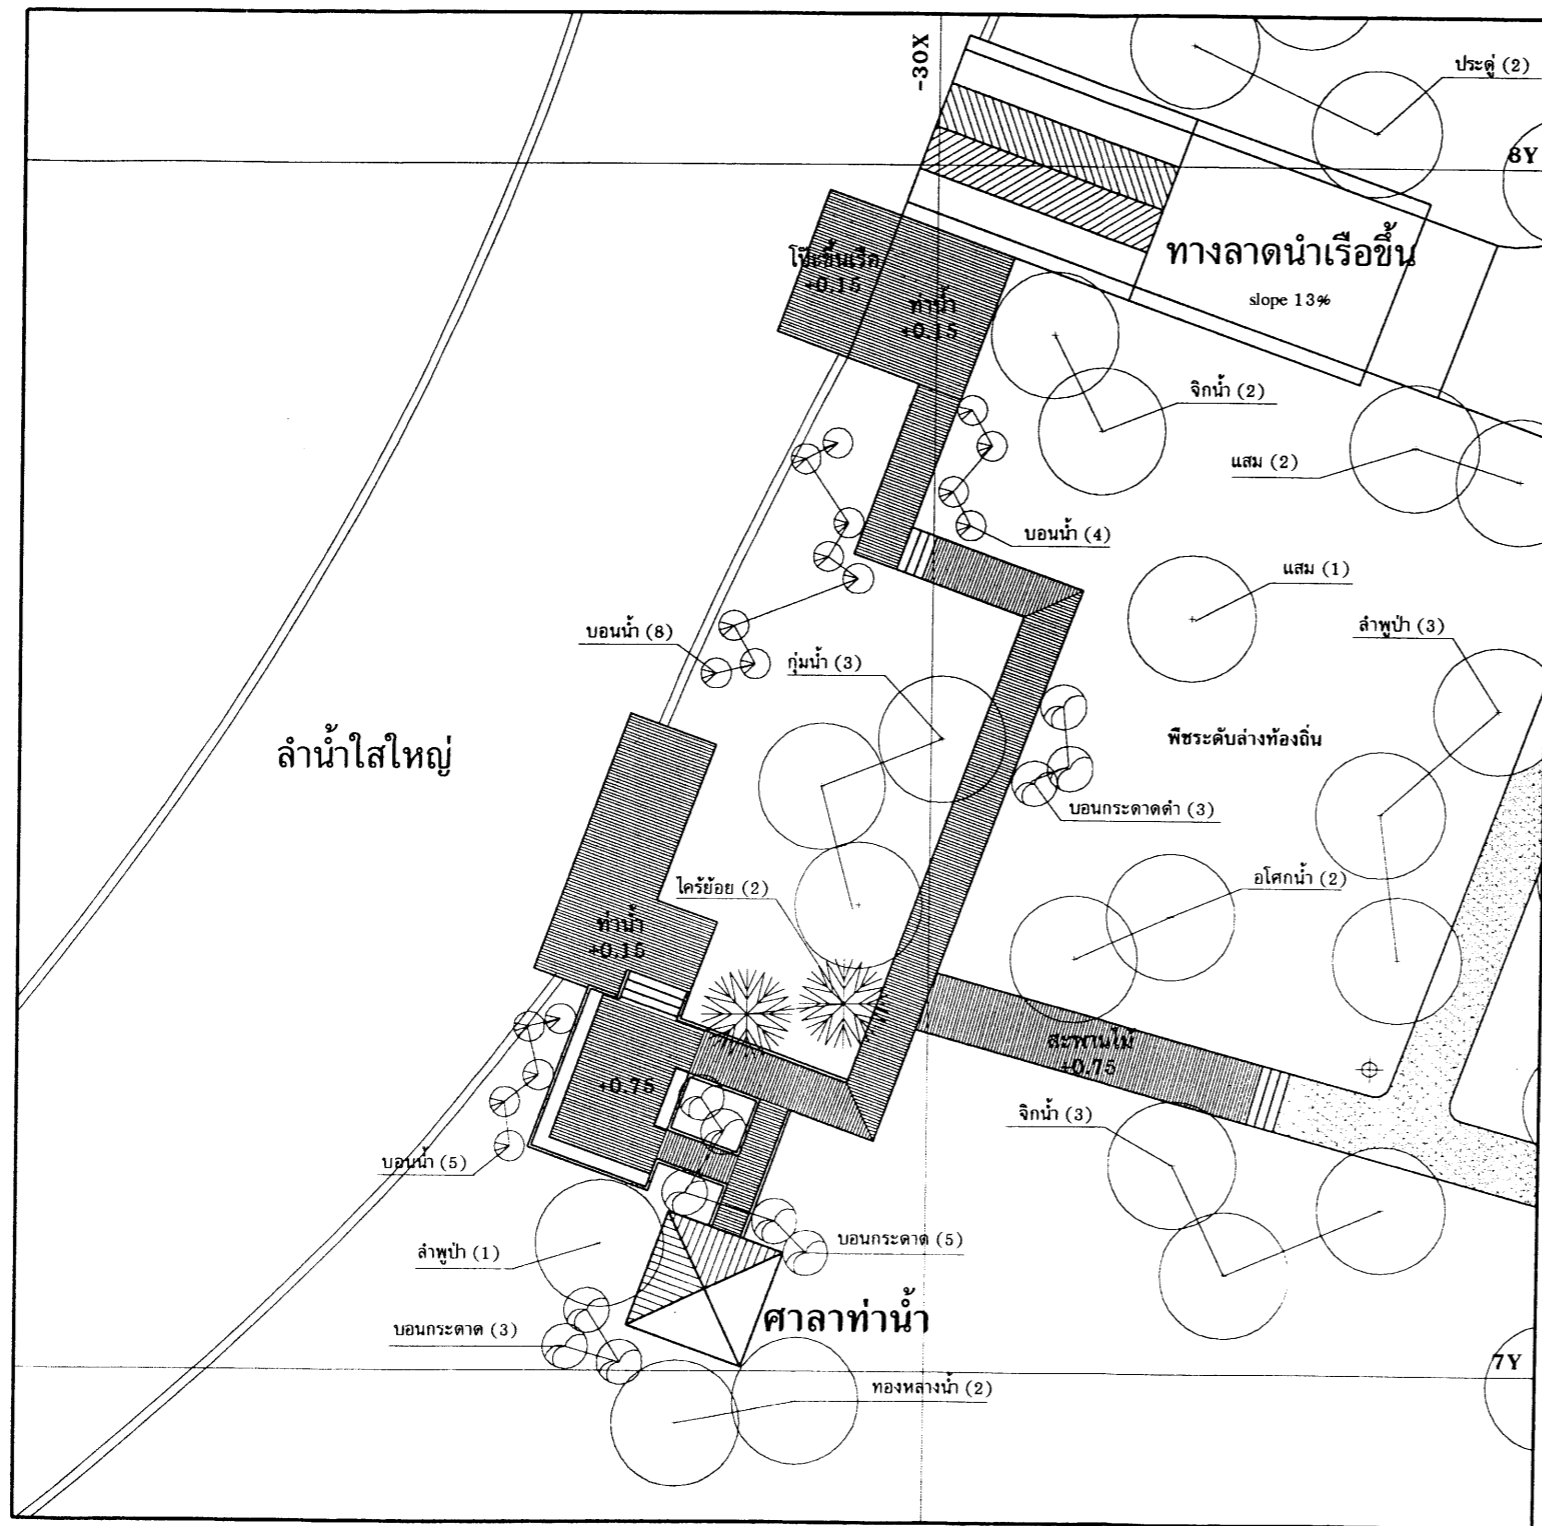 -30X
ประดู่ (2)
8Y
ทางลาดนำเรือขึ้น
slope 13%
โป๊ะขึ้นเรือ
+0.15
ท่าน้ำ
+0.15
จิกน้ำ (2)
แสม (2)
บอนน้ำ (4)
แสม (1)
บอนน้ำ (8)
ลำพูป่า (3)
กุ่มน้ำ (3)
ลำน้ำใสใหญ่
พืชระดับล่างท้องถิ่น
บอนกระดาดดำ (3)
ไคร้ย้อย (2)
อโศกน้ำ (2)
ท่าน้ำ
+0.15
สะพานไม้
+0.75
+0.75
จิกน้ำ (3)
บอนน้ำ (5)
บอนกระดาด (5)
ลำพูป่า (1)
ศาลาท่าน้ำ
บอนกระดาด (3)
7Y
ทองหลางน้ำ (2)